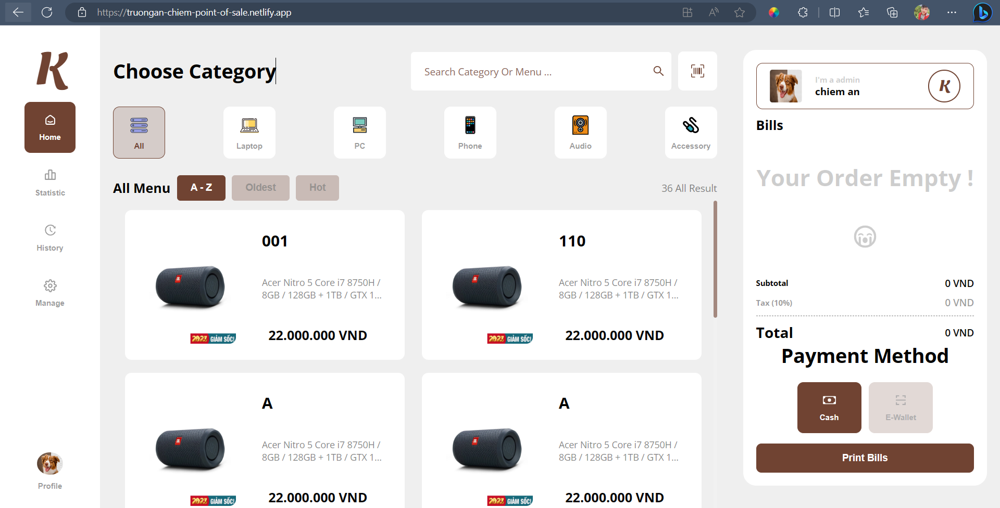 https://truongan-chiem-point-of-sale.netlify.app
K
Home
Statistic
History
Manage
Profile
Choose Category
Search Category Or Menu ...
All
Laptop
PC
Phone
Audio
Accessory
All Menu
A - Z
Oldest
Hot
36 All Result
001
Acer Nitro 5 Core i7 8750H /
8GB / 128GB + 1TB / GTX 1...
2023 GIẢM SỐC!
22.000.000 VND
110
Acer Nitro 5 Core i7 8750H /
8GB / 128GB + 1TB / GTX 1...
2023 GIẢM SỐC!
22.000.000 VND
A
Acer Nitro 5 Core i7 8750H /
8GB / 128GB + 1TB / GTX 1...
2023 GIẢM SỐC!
22.000.000 VND
A
Acer Nitro 5 Core i7 8750H /
8GB / 128GB + 1TB / GTX 1...
2023 GIẢM SỐC!
22.000.000 VND
I'm a admin
chiem an
K
Bills
Your Order Empty !
Subtotal
0 VND
Tax (10%)
0 VND
Total
0 VND
Payment Method
Cash
E-Wallet
Print Bills